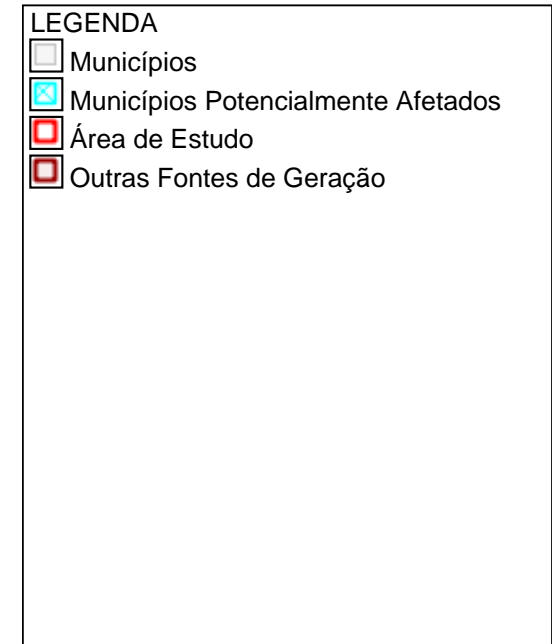 LEGENDA
Municípios
Municípios Potencialmente Afetados
Área de Estudo
Outras Fontes de Geração